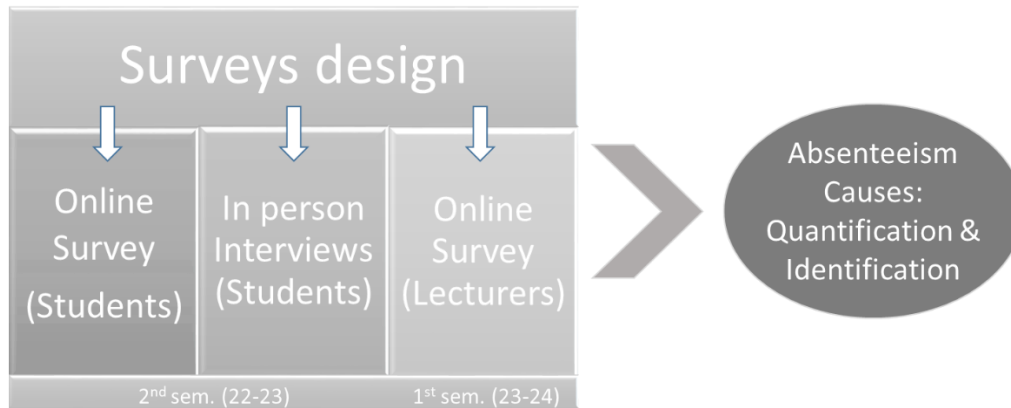 Surveys design
Online
Survey
(Students)
In person
Interviews
(Students)
Online
Survey
(Lecturers)
2nd sem. (22-23)
1st sem. (23-24)
Absenteeism
Causes:
Quantification &
Identification